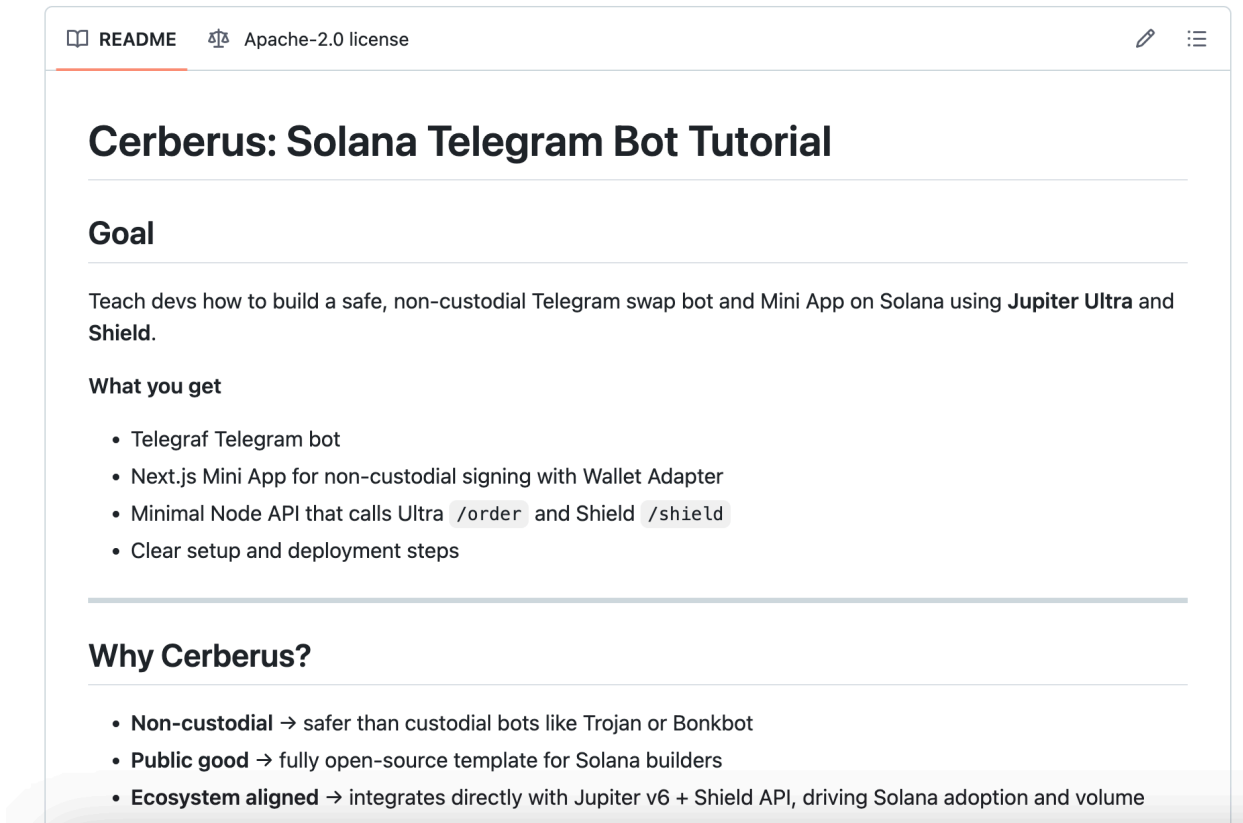 README Apache-2.0 license
Cerberus: Solana Telegram Bot Tutorial
Goal
Teach devs how to build a safe, non-custodial Telegram swap bot and Mini App on Solana using Jupiter Ultra and
Shield.
What you get
• Telegraf Telegram bot
• Next.js Mini App for non-custodial signing with Wallet Adapter
• Minimal Node API that calls Ultra /order and Shield /shield
• Clear setup and deployment steps
Why Cerberus?
• Non-custodial → safer than custodial bots like Trojan or Bonkbot
• Public good → fully open-source template for Solana builders
• Ecosystem aligned → integrates directly with Jupiter v6 + Shield API, driving Solana adoption and volume